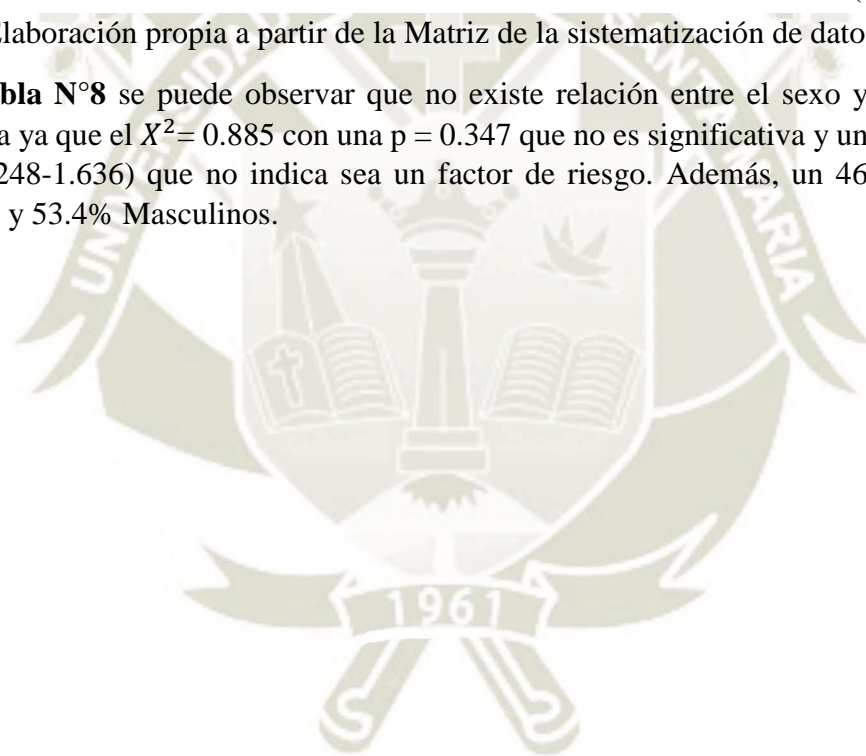 Elaboración propia a partir de la Matriz de la sistematización de dato
bla N°8 se puede observar que no existe relación entre el sexo y
a ya que el X²= 0.885 con una p = 0.347 que no es significativa y un
248-1.636) que no indica sea un factor de riesgo. Además, un 46
y 53.4% Masculinos.
1961